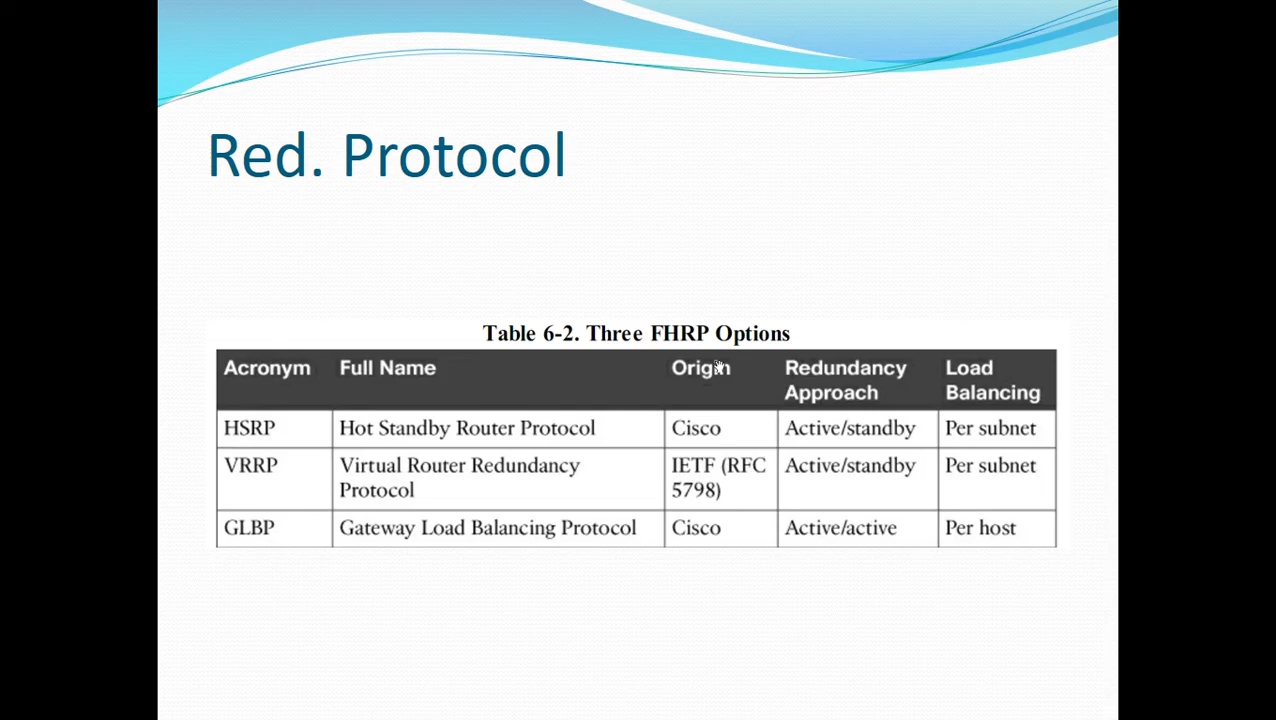 Red. Protocol
Table 6-2. Three FHRP Options
Acronym Full Name Origin Redundancy Approach Load Balancing
HSRP Hot Standby Router Protocol Cisco Active/standby Per subnet
VRRP Virtual Router Redundancy Protocol IETF (RFC 5798) Active/standby Per subnet
GLBP Gateway Load Balancing Protocol Cisco Active/active Per host